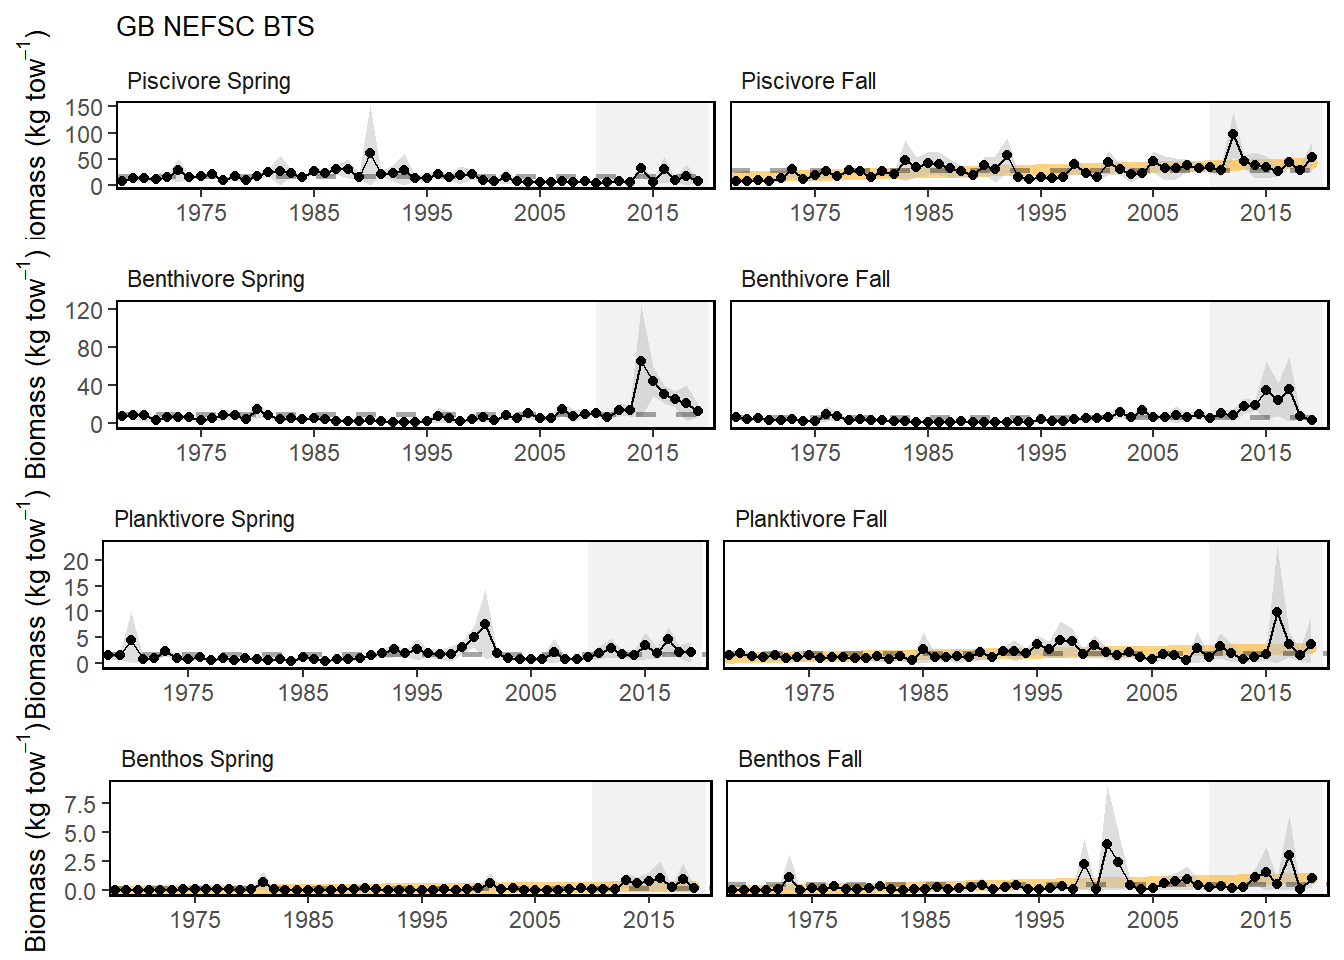 GB NEFSC BTS
Piscivore Spring
Piscivore Fall
iomass (kg tow−1)
150
100
50
0
1975 1985 1995 2005 2015
1975 1985 1995 2005 2015
Benthivore Spring
Benthivore Fall
Biomass (kg tow−1)
120
80
40
0
1975 1985 1995 2005 2015
1975 1985 1995 2005 2015
Planktivore Spring
Planktivore Fall
Biomass (kg tow−1)
20
15
10
5
0
1975 1985 1995 2005 2015
1975 1985 1995 2005 2015
Benthos Spring
Benthos Fall
Biomass (kg tow−1)
7.5
5.0
2.5
0.0
1975 1985 1995 2005 2015
1975 1985 1995 2005 2015